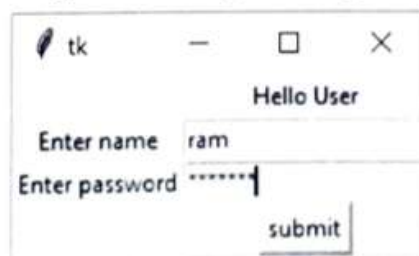 tk
Hello User
Enter name ram
Enter password *******
submit